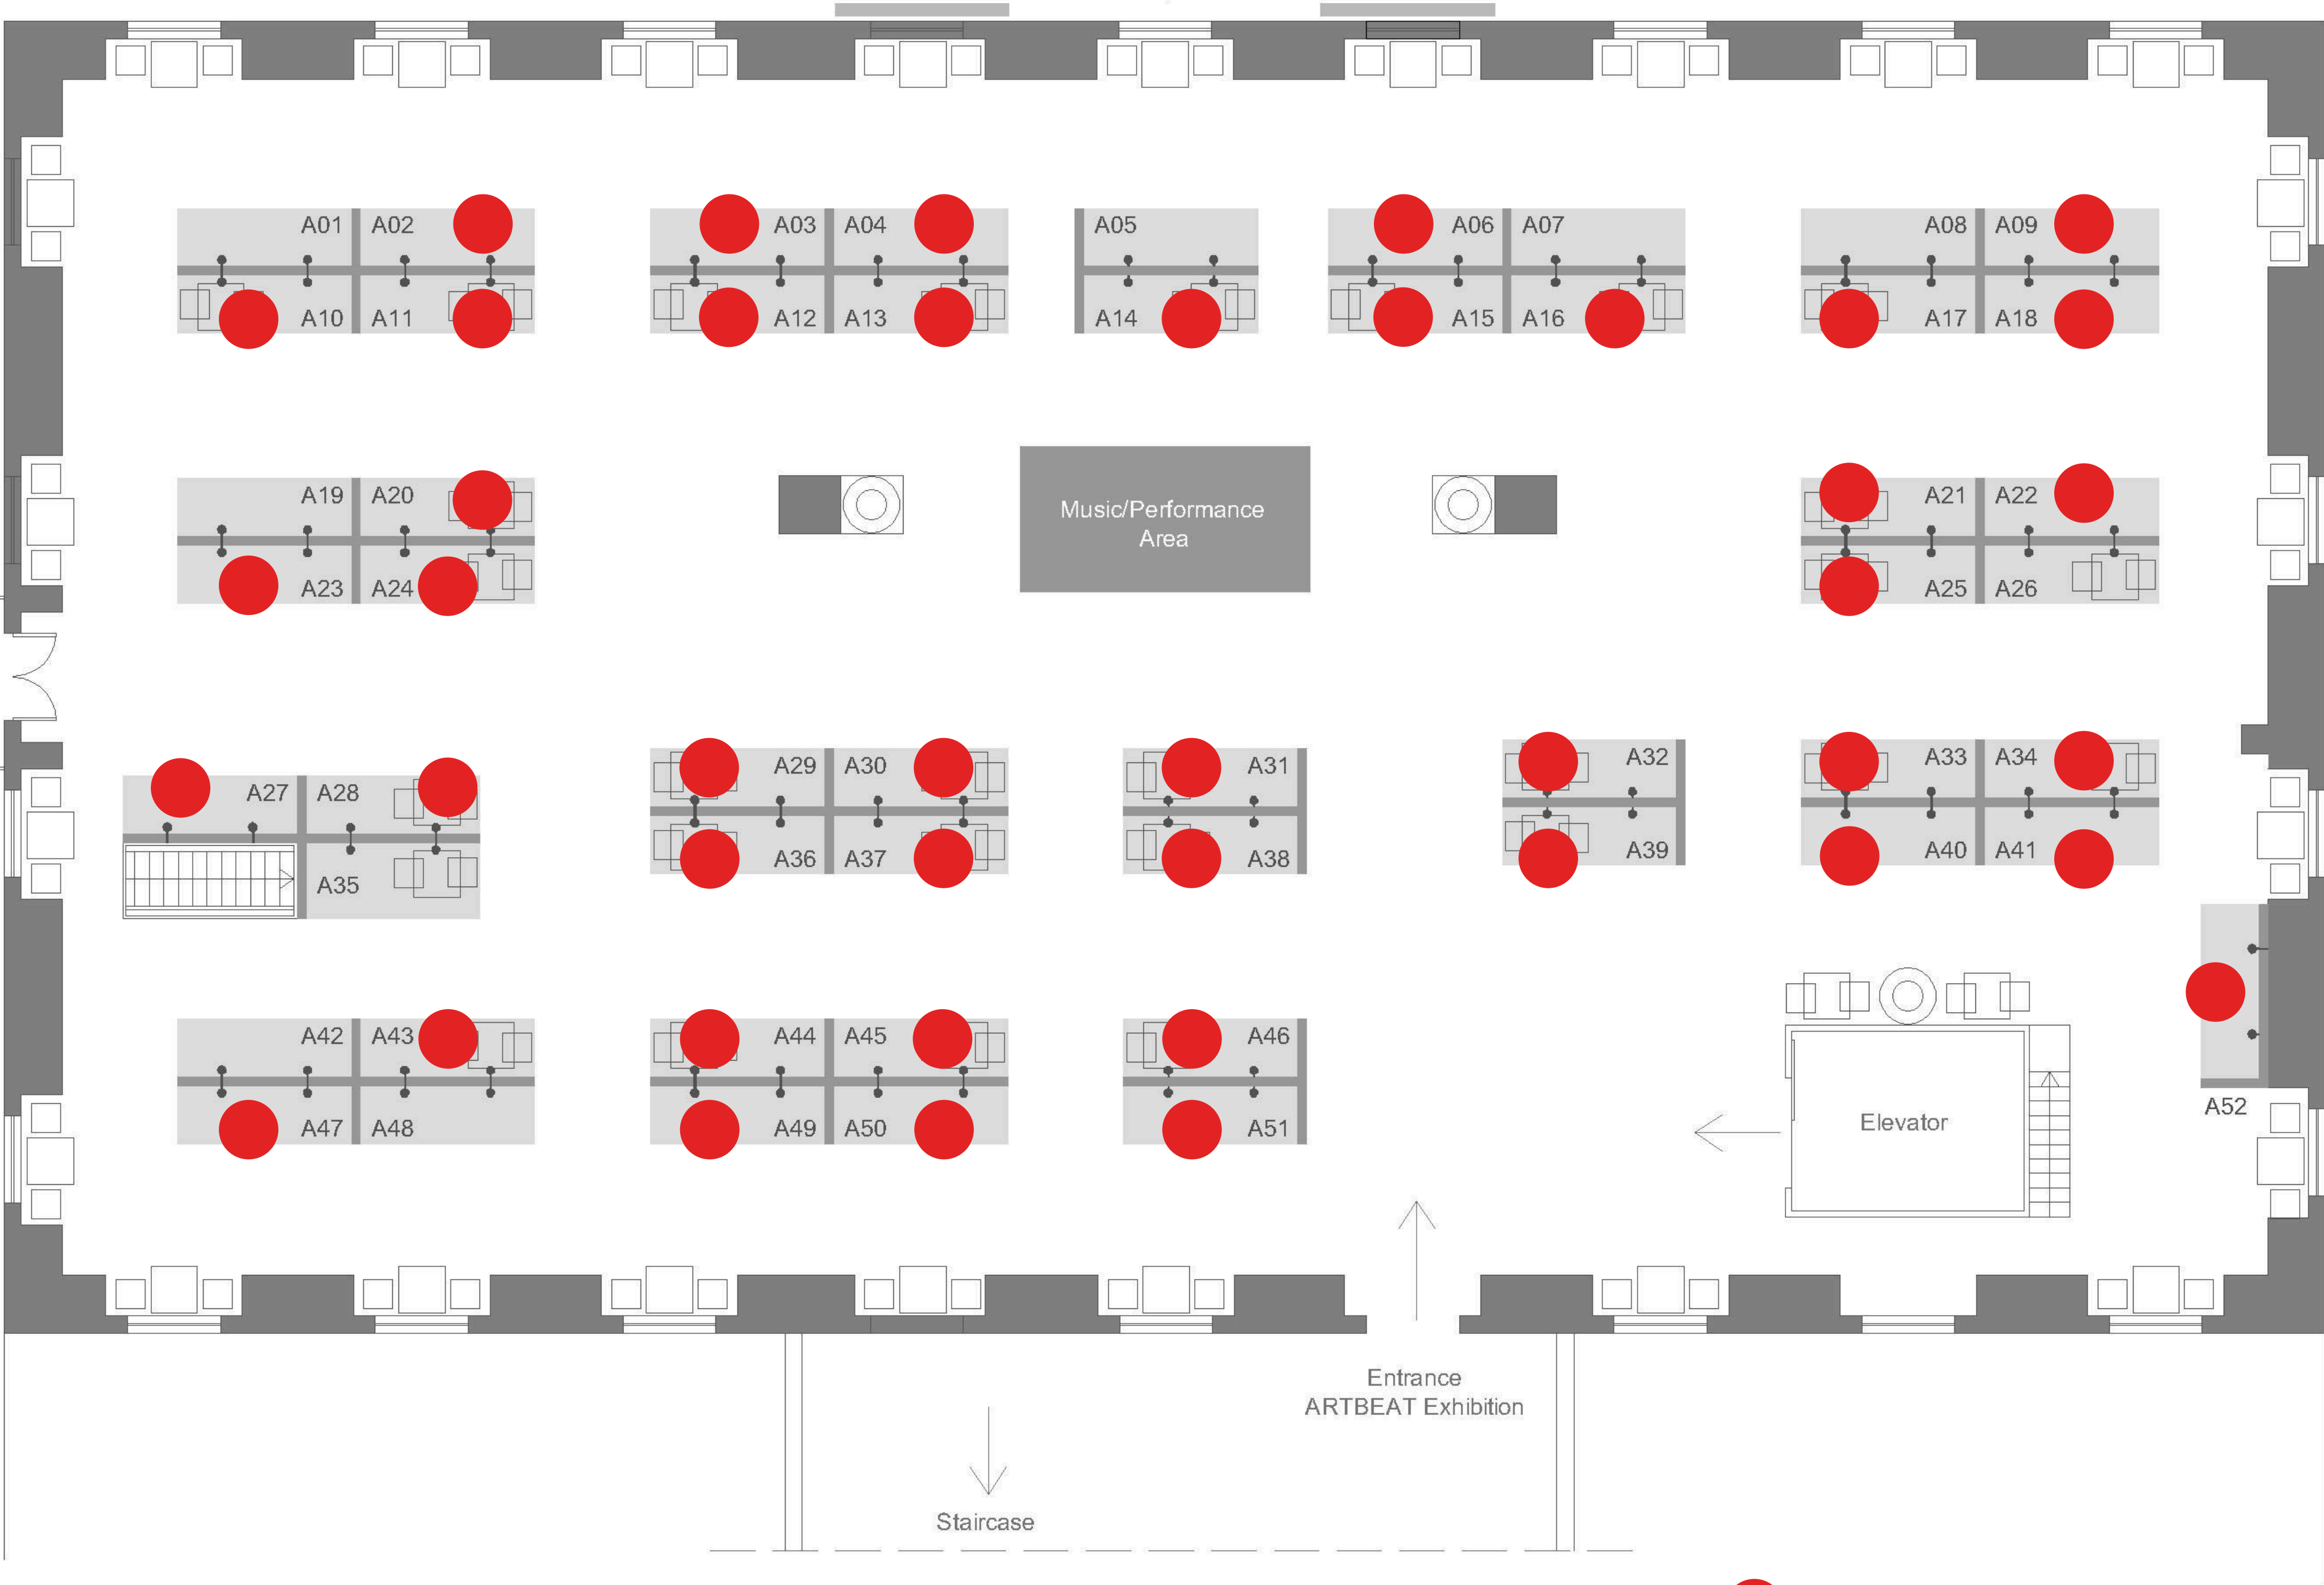 A01 A02 A03 A04 A05 A06 A07 A08 A09
A10 A11 A12 A13 A14 A15 A16 A17 A18
A19 A20 A21 A22
Music/Performance
Area
A23 A24 A25 A26
A27 A28 A29 A30 A31 A32 A33 A34
A35 A36 A37 A38 A39 A40 A41
A42 A43 A44 A45 A46
A47 A48 A49 A50 A51
A52
Elevator
Entrance
ARTBEAT Exhibition
Staircase